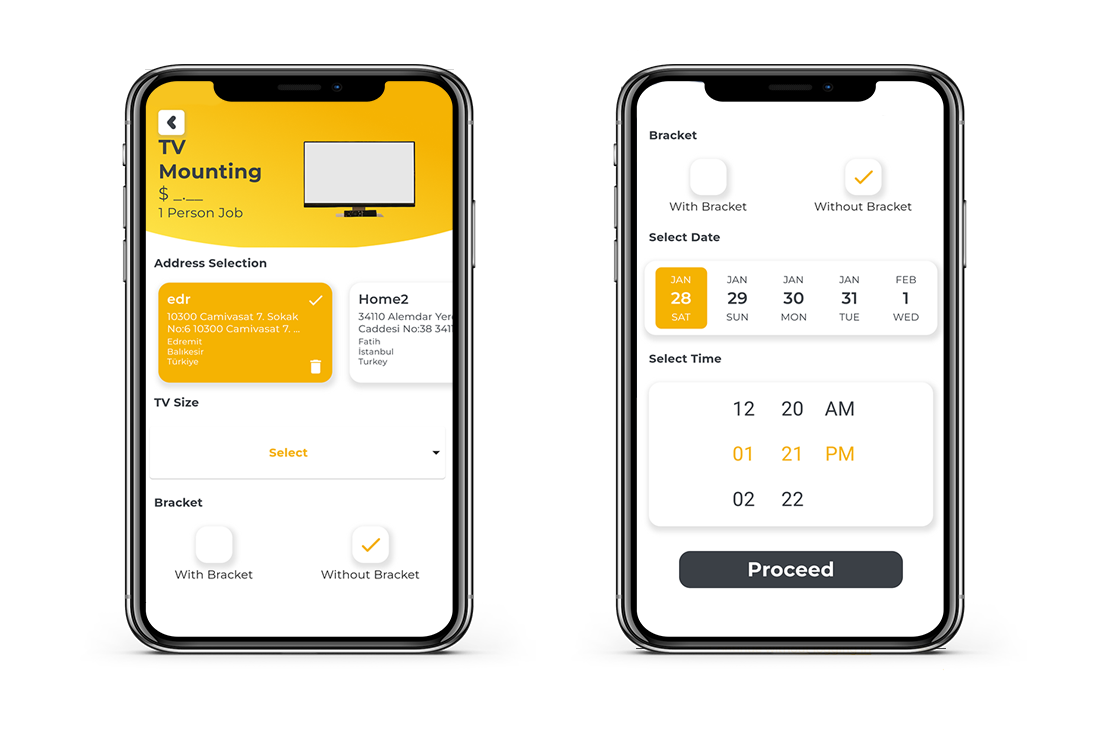 TV
Mounting
$ _.__
1 Person Job
Address Selection
edr
10300 Camivasat 7. Sokak
No:6 10300 Camivasat 7. ...
Edremit
Balıkesir
Türkiye
Home2
34110 Alemdar Yer
Caddesi No:38 3411
Fatih
İstanbul
Turkey
TV Size
Select
Bracket
With Bracket
Without Bracket
Bracket
With Bracket
Without Bracket
Select Date
JAN JAN JAN JAN FEB
28 29 30 31 1
SAT SUN MON TUE WED
Select Time
12 20 AM
01 21 PM
02 22
Proceed